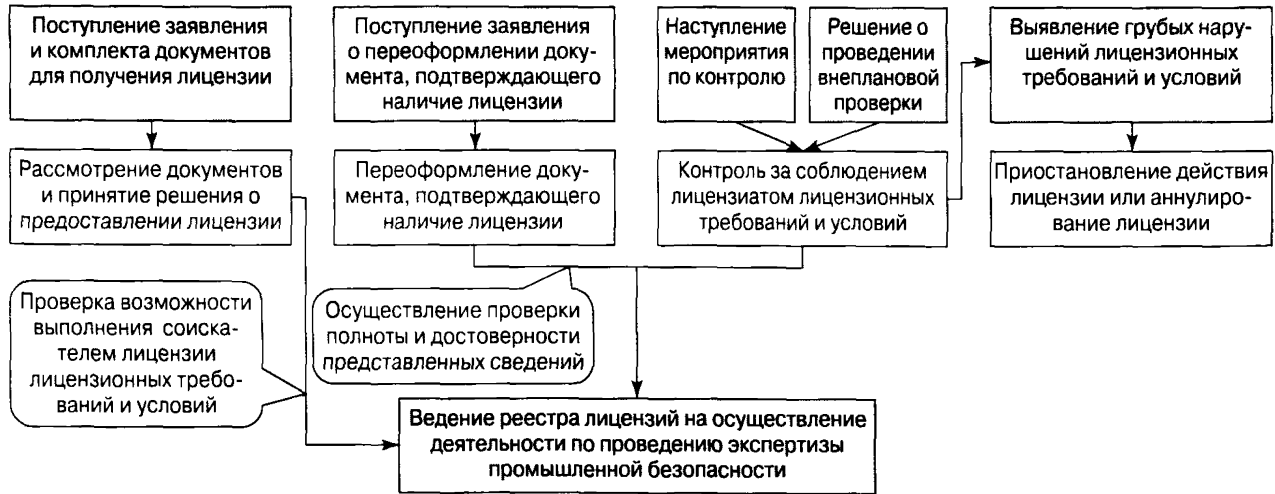 Поступление заявления
и комплекта документов
для получения лицензии
Поступление заявления
о переоформлении доку-
мента, подтверждающего
наличие лицензии
Наступление
мероприятия
по контролю
Решение о
проведении
внеплановой
проверки
Выявление грубых нару-
шений лицензионных
требований и условий
Рассмотрение документов
и принятие решения о
предоставлении лицензии
Переоформление доку-
мента, подтверждающего
наличие лицензии
Контроль за соблюдением
лицензиатом лицензионных
требований и условий
Приостановление действия
лицензии или аннулиро-
вание лицензии
Проверка возможности
выполнения соиска-
телем лицензии
лицензионных требо-
ваний и условий
Осуществление проверки
полноты и достоверности
представленных сведений
Ведение реестра лицензий на осуществление
деятельности по проведению экспертизы
промышленной безопасности